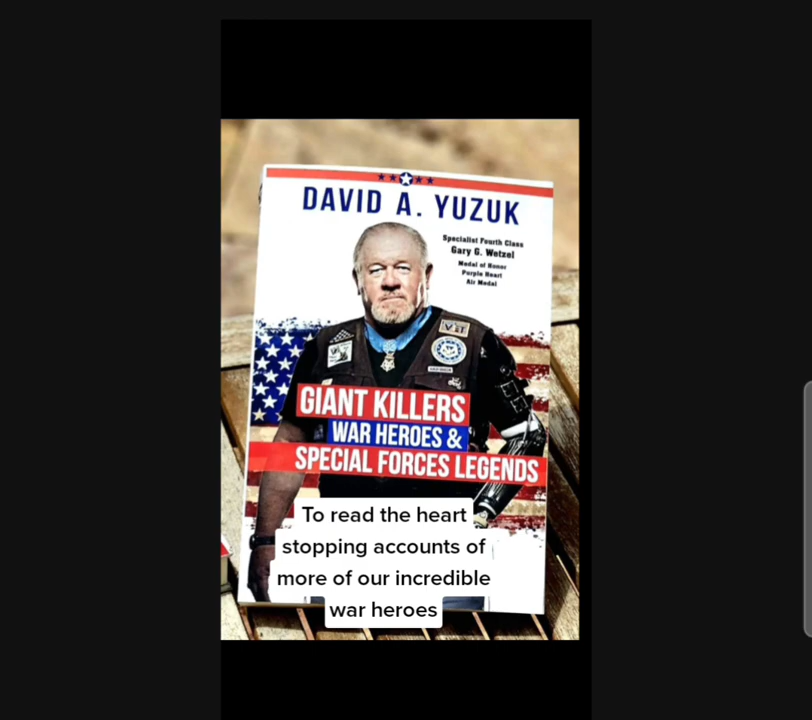 DAVID A. YUZUK
Specialist Fourth Class
Gary G. Wetzel
Medal of Honor
Purple Heart
Air Medal
GIANT KILLERS
WAR HEROES &
SPECIAL FORCES LEGENDS
To read the heart
stopping accounts of
more of our incredible
war heroes